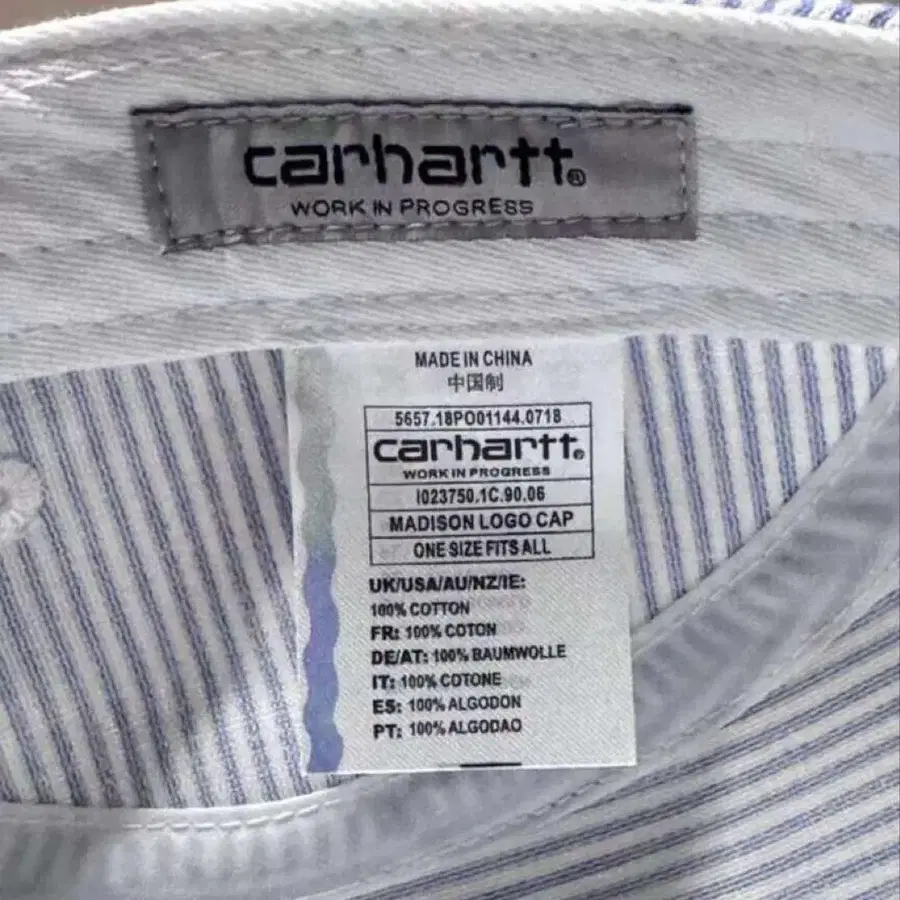 carhartt®
WORK IN PROGRESS
MADE IN CHINA
中国制
5657.18PO01144.0718
carhartt®
WORK IN PROGRESS
I023750.1C.90.06
MADISON LOGO CAP
ONE SIZE FITS ALL
UK/USA/AU/NZ/IE:
100% COTTON
FR: 100% COTON
DE/AT: 100% BAUMWOLLE
IT: 100% COTONE
ES: 100% ALGODON
PT: 100% ALGODAO